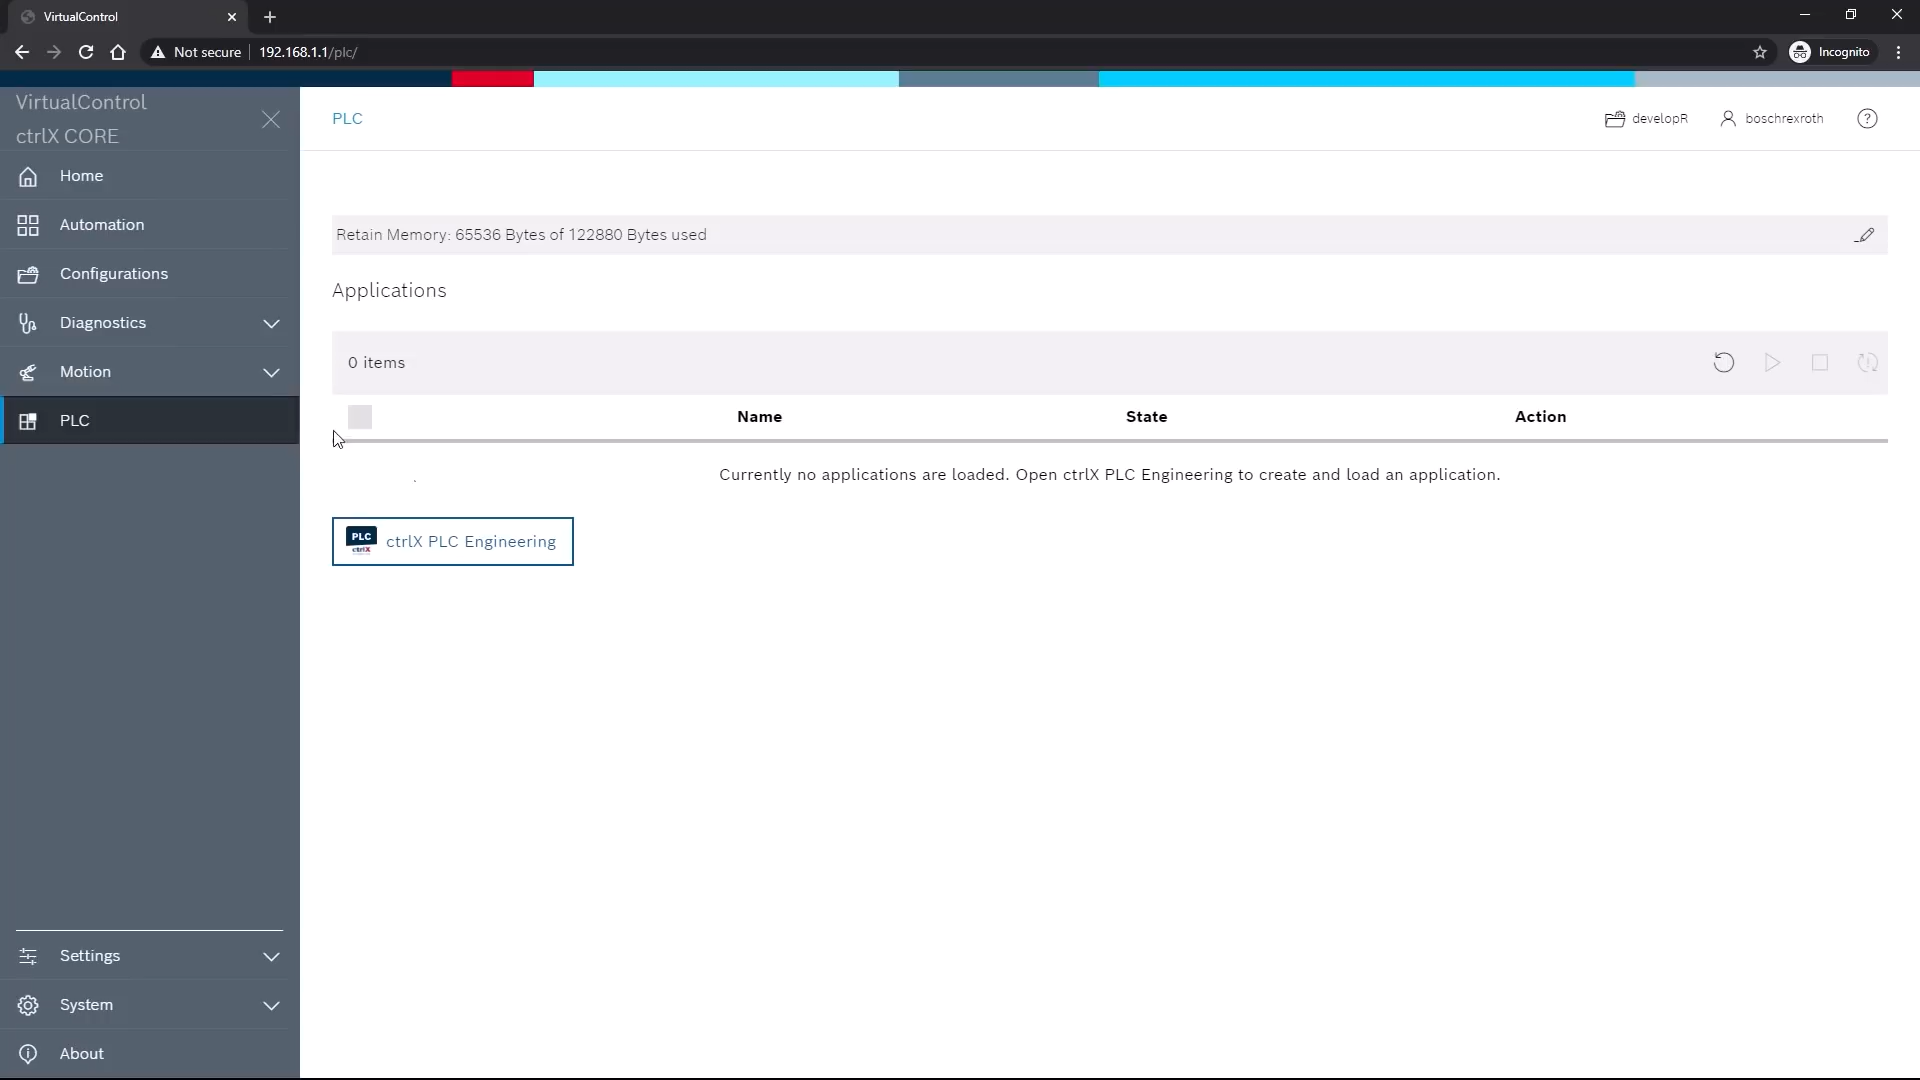 VirtualControl
Not secure
192.168.1.1/plc/
Incognito
VirtualControl
ctrlX CORE
PLC
developR
boschrexroth
Home
Automation
Configurations
Diagnostics
Motion
PLC
Retain Memory: 65536 Bytes of 122880 Bytes used
Applications
0 items
Name State Action
Currently no applications are loaded. Open ctrlX PLC Engineering to create and load an application.
PLC
ctrlX
ctrlX PLC Engineering
Settings
System
About